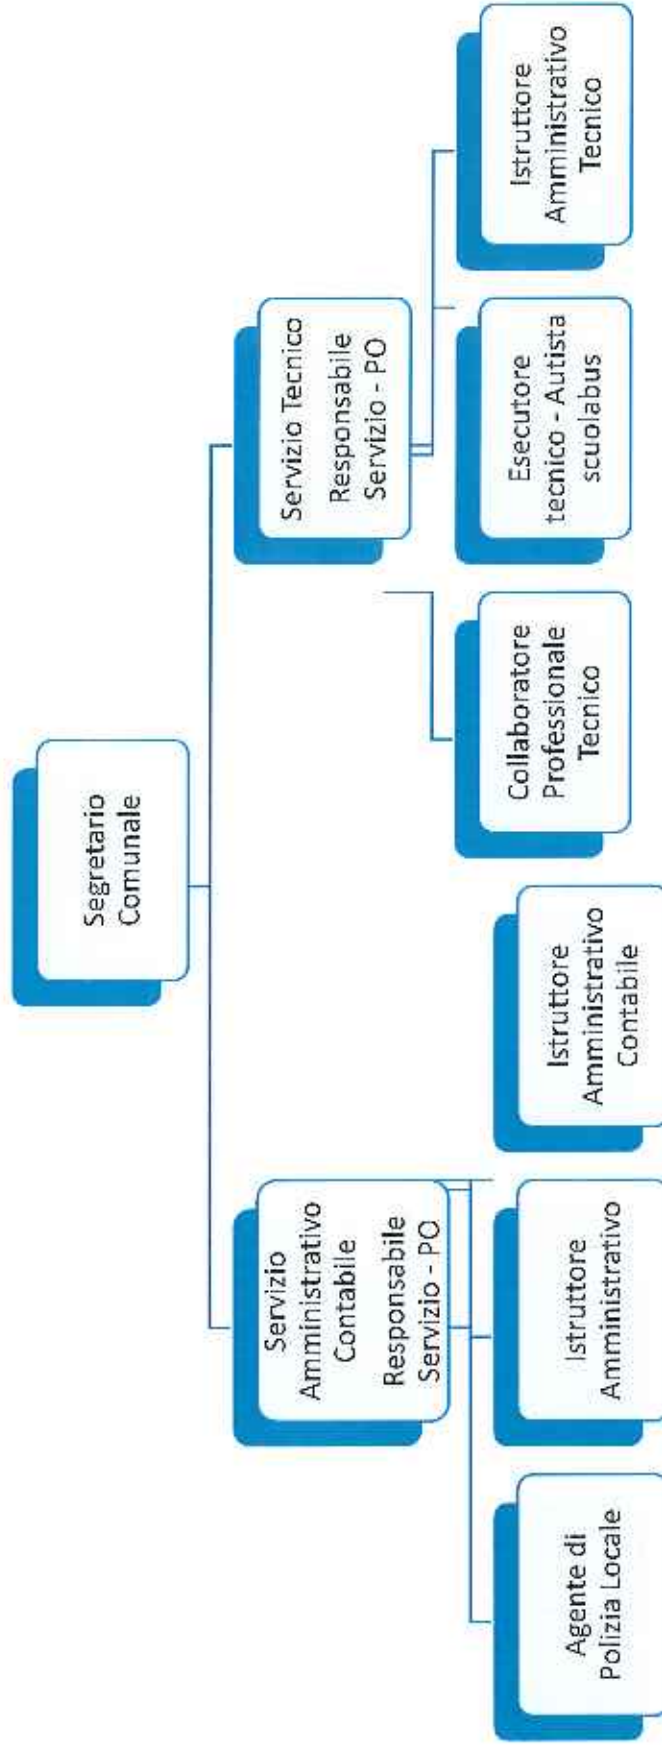 Segretario
Comunale
Servizio
Amministrativo
Contabile
Responsabile
Servizio - PO
Servizio Tecnico
Responsabile
Servizio - PO
Agente di
Polizia Locale
Istruttore
Amministrativo
Istruttore
Amministrativo
Contabile
Collaboratore
Professionale
Tecnico
Esecutore
tecnico - Autista
scuolabus
Istruttore
Amministrativo
Tecnico